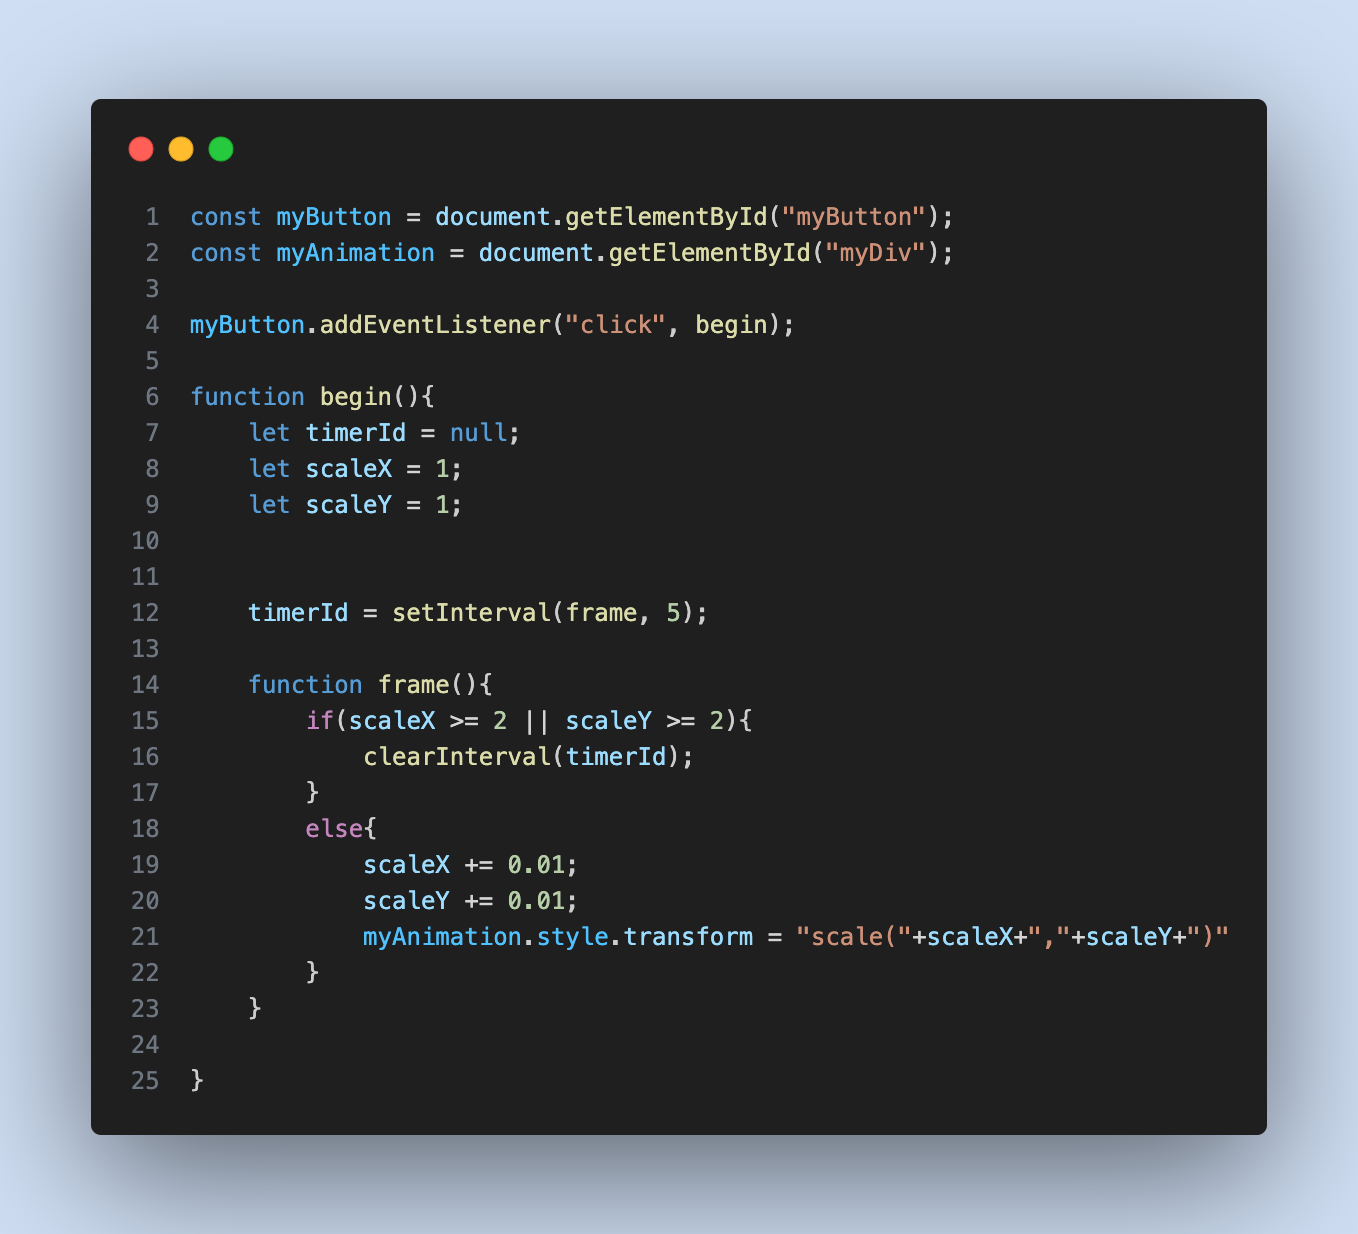 1 const myButton = document.getElementById("myButton");
2 const myAnimation = document.getElementById("myDiv");
3
4 myButton.addEventListener("click", begin);
5
6 function begin(){
7     let timerId = null;
8     let scaleX = 1;
9     let scaleY = 1;
10
11
12     timerId = setInterval(frame, 5);
13
14     function frame(){
15         if(scaleX >= 2 || scaleY >= 2){
16             clearInterval(timerId);
17         }
18         else{
19             scaleX += 0.01;
20             scaleY += 0.01;
21             myAnimation.style.transform = "scale("+scaleX+","+scaleY+")"
22         }
23     }
24
25 }